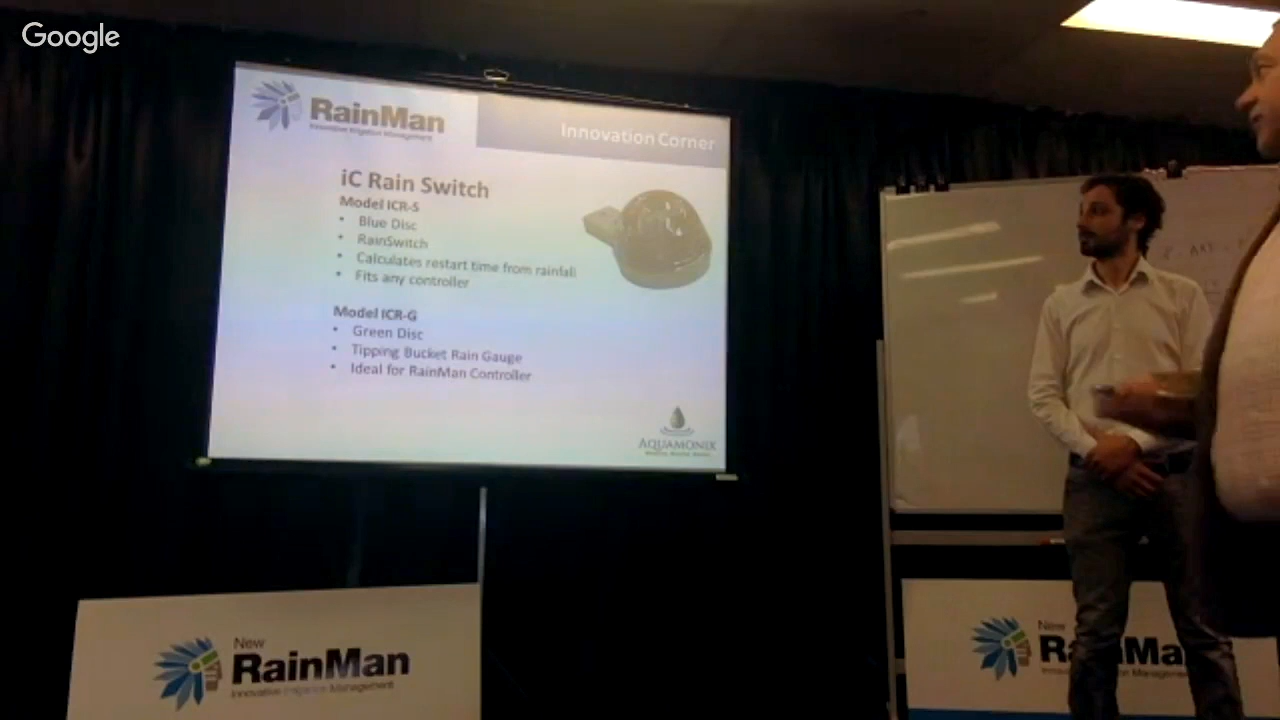 Google
RainMan
Innovative Irrigation Management
Innovation Corner
iC Rain Switch
Model ICR-S
• Blue Disc
• RainSwitch
• Calculates restart time from rainfall
• Fits any controller
Model ICR-G
• Green Disc
• Tipping Bucket Rain Gauge
• Ideal for RainMan Controller
AQUAMONIX
New
RainMan
Innovative Irrigation Management
New
RainMa
Management